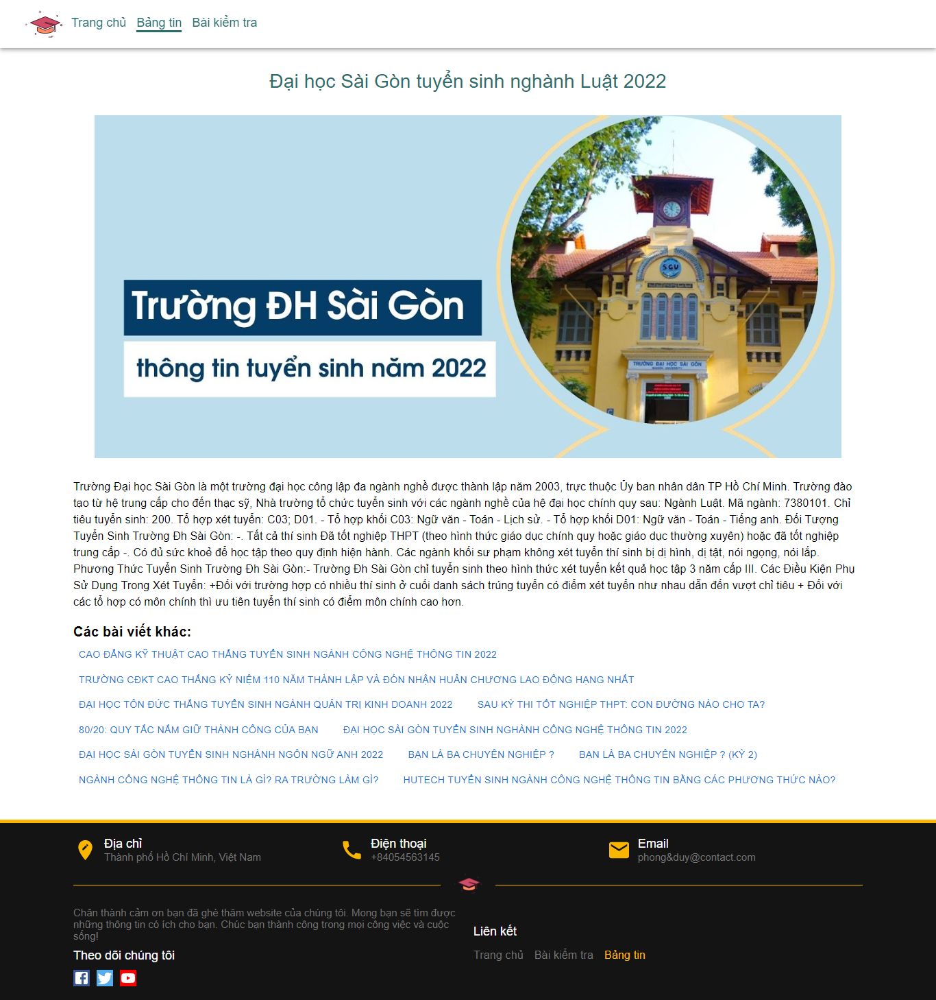 Trang chủ Bảng tin Bài kiểm tra
Đại học Sài Gòn tuyển sinh nghành Luật 2022
SGU
Trường ĐH Sài Gòn
thông tin tuyển sinh năm 2022
TRƯỜNG ĐẠI HỌC SÀI GÒN
SAIGON UNIVERSITY
Trường Đại học Sài Gòn là một trường đại học công lập đa ngành nghề được thành lập năm 2003, trực thuộc Ủy ban nhân dân TP Hồ Chí Minh. Trường đào
tạo từ hệ trung cấp cho đến thạc sỹ, Nhà trường tổ chức tuyển sinh với các ngành nghề của hệ đại học chính quy sau: Ngành Luật. Mã ngành: 7380101. Chỉ
tiêu tuyển sinh: 200. Tổ hợp xét tuyển: C03; D01. - Tổ hợp khối C03: Ngữ văn - Toán - Lịch sử. - Tổ hợp khối D01: Ngữ văn - Toán - Tiếng anh. Đối Tượng
Tuyển Sinh Trường Đh Sài Gòn: -. Tất cả thí sinh Đã tốt nghiệp THPT (theo hình thức giáo dục chính quy hoặc giáo dục thường xuyên) hoặc đã tốt nghiệp
trung cấp -. Có đủ sức khoẻ để học tập theo quy định hiện hành. Các ngành khối sư phạm không xét tuyển thí sinh bị dị hình, dị tật, nói ngọng, nói lắp.
Phương Thức Tuyển Sinh Trường Đh Sài Gòn:- Trường Đh Sài Gòn chỉ tuyển sinh theo hình thức xét tuyển kết quả học tập 3 năm cấp III. Các Điều Kiện Phụ
Sử Dụng Trong Xét Tuyển: +Đối với trường hợp có nhiều thí sinh ở cuối danh sách trúng tuyển có điểm xét tuyển như nhau dẫn đến vượt chỉ tiêu + Đối với
các tổ hợp có môn chính thì ưu tiên tuyển thí sinh có điểm môn chính cao hơn.
Các bài viết khác:
CAO ĐẲNG KỸ THUẬT CAO THẮNG TUYỂN SINH NGÀNH CÔNG NGHỆ THÔNG TIN 2022
TRƯỜNG CĐKT CAO THẮNG KỶ NIỆM 110 NĂM THÀNH LẬP VÀ ĐÓN NHẬN HUÂN CHƯƠNG LAO ĐỘNG HẠNG NHẤT
ĐẠI HỌC TÔN ĐỨC THẮNG TUYỂN SINH NGÀNH QUẢN TRỊ KINH DOANH 2022 SAU KỲ THI TỐT NGHIỆP THPT: CON ĐƯỜNG NÀO CHO TA?
80/20: QUY TẮC NẮM GIỮ THÀNH CÔNG CỦA BẠN ĐẠI HỌC SÀI GÒN TUYỂN SINH NGHÀNH CÔNG NGHỆ THÔNG TIN 2022
ĐẠI HỌC SÀI GÒN TUYỂN SINH NGHÀNH NGÔN NGỮ ANH 2022 BẠN LÀ BA CHUYÊN NGHIỆP ? BẠN LÀ BA CHUYÊN NGHIỆP ? (KỲ 2)
NGÀNH CÔNG NGHỆ THÔNG TIN LÀ GÌ? RA TRƯỜNG LÀM GÌ? HUTECH TUYỂN SINH NGÀNH CÔNG NGHỆ THÔNG TIN BẰNG CÁC PHƯƠNG THỨC NÀO?
Địa chỉ Điện thoại Email
Thành phố Hồ Chí Minh, Việt Nam +84054563145 phong&duy@contact.com
Chân thành cảm ơn bạn đã ghé thăm website của chúng tôi. Mong bạn sẽ tìm được
những thông tin có ích cho bạn. Chúc bạn thành công trong mọi công việc và cuộc
sống!
Theo dõi chúng tôi
Liên kết
Trang chủ Bài kiểm tra Bảng tin